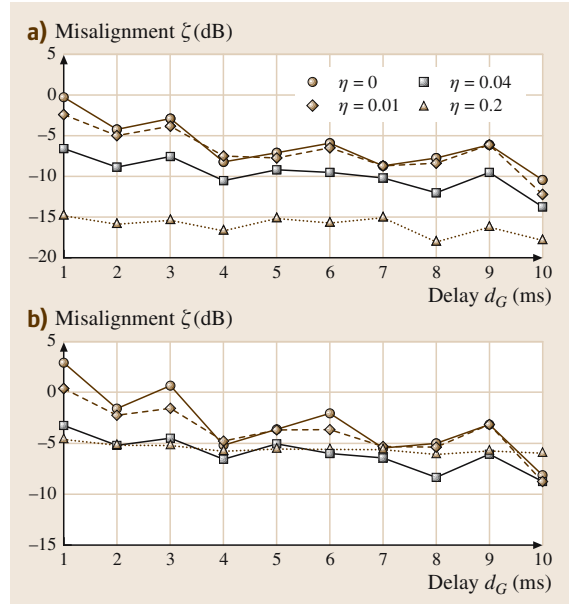 a) Misalignment ζ (dB)
5
0
–5
–10
–15
–20
η = 0
η = 0.04
η = 0.01
η = 0.2
1 2 3 4 5 6 7 8 9 10
Delay d_G (ms)
b) Misalignment ζ (dB)
5
0
–5
–10
–15
1 2 3 4 5 6 7 8 9 10
Delay d_G (ms)